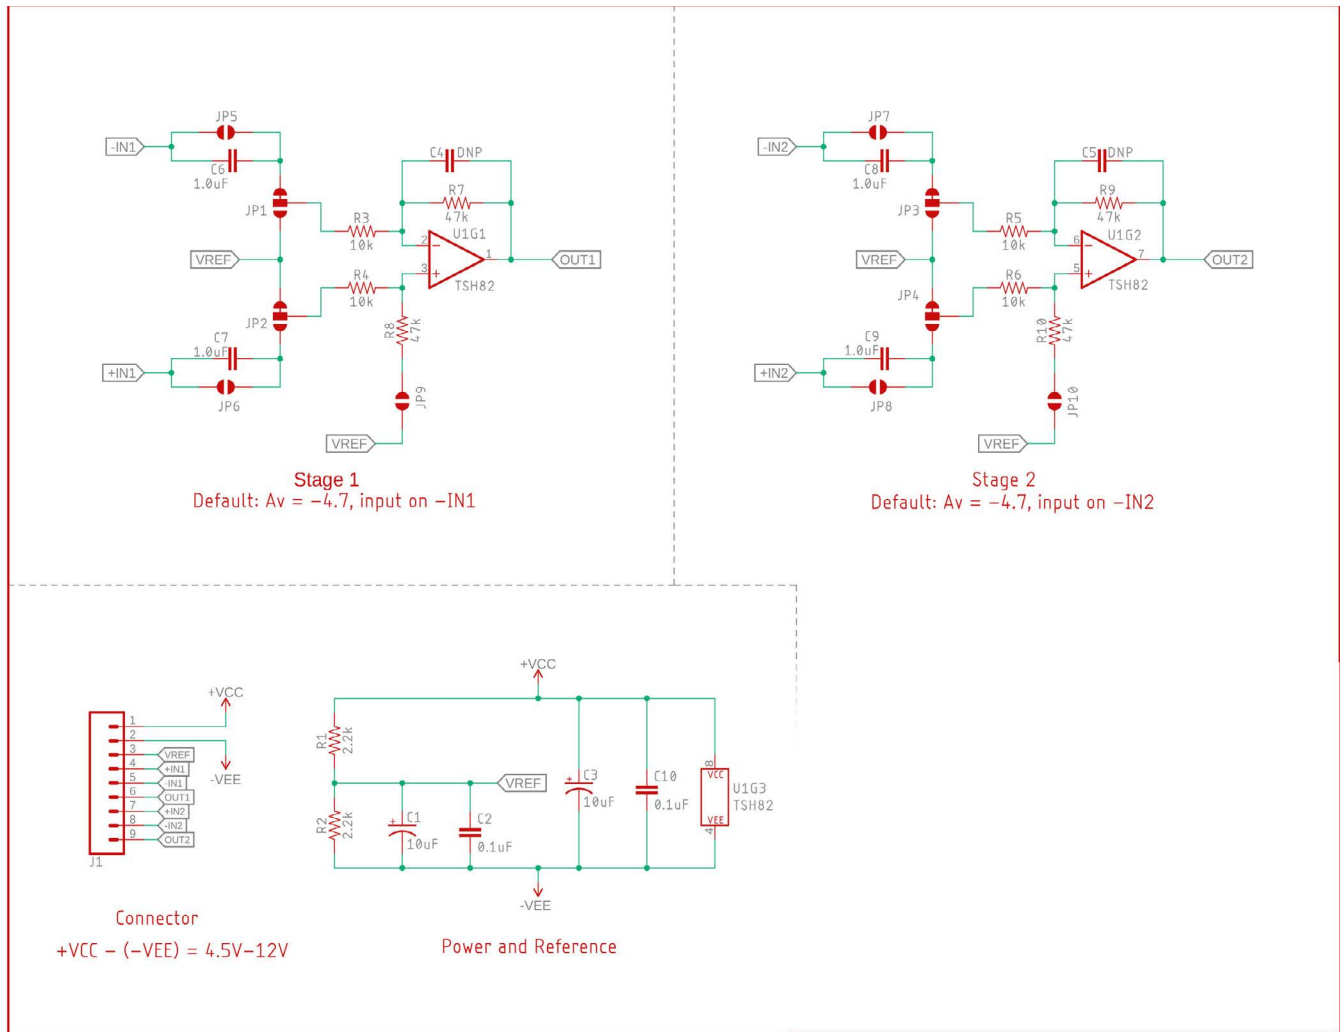 JP5
-IN1
C6
1.0uF
JP1
VREF
JP2
C7
1.0uF
+IN1
JP6
R3
10k
R4
10k
C4 DNP
R7
47k
2
3
U1G1
1
TSH82
OUT1
R8
47k
JP9
VREF
Stage 1
Default: Av = -4.7, input on -IN1
JP7
-IN2
C8
1.0uF
JP3
VREF
JP4
C9
1.0uF
+IN2
JP8
R5
10k
R6
10k
C5 DNP
R9
47k
6
5
U1G2
7
TSH82
OUT2
R10
47k
JP10
VREF
Stage 2
Default: Av = -4.7, input on -IN2
+VCC
1
2
3 VREF
4 +IN1
5 -IN1
6 OUT1
7 +IN2
8 -IN2
9 OUT2
-VEE
J1
Connector
+VCC - (-VEE) = 4.5V-12V
+VCC
R1
2.2k
VREF
R2
2.2k
C1
10uF
C2
0.1uF
C3
10uF
C10
0.1uF
8
VCC
U1G3
TSH82
VEE
4
-VEE
Power and Reference